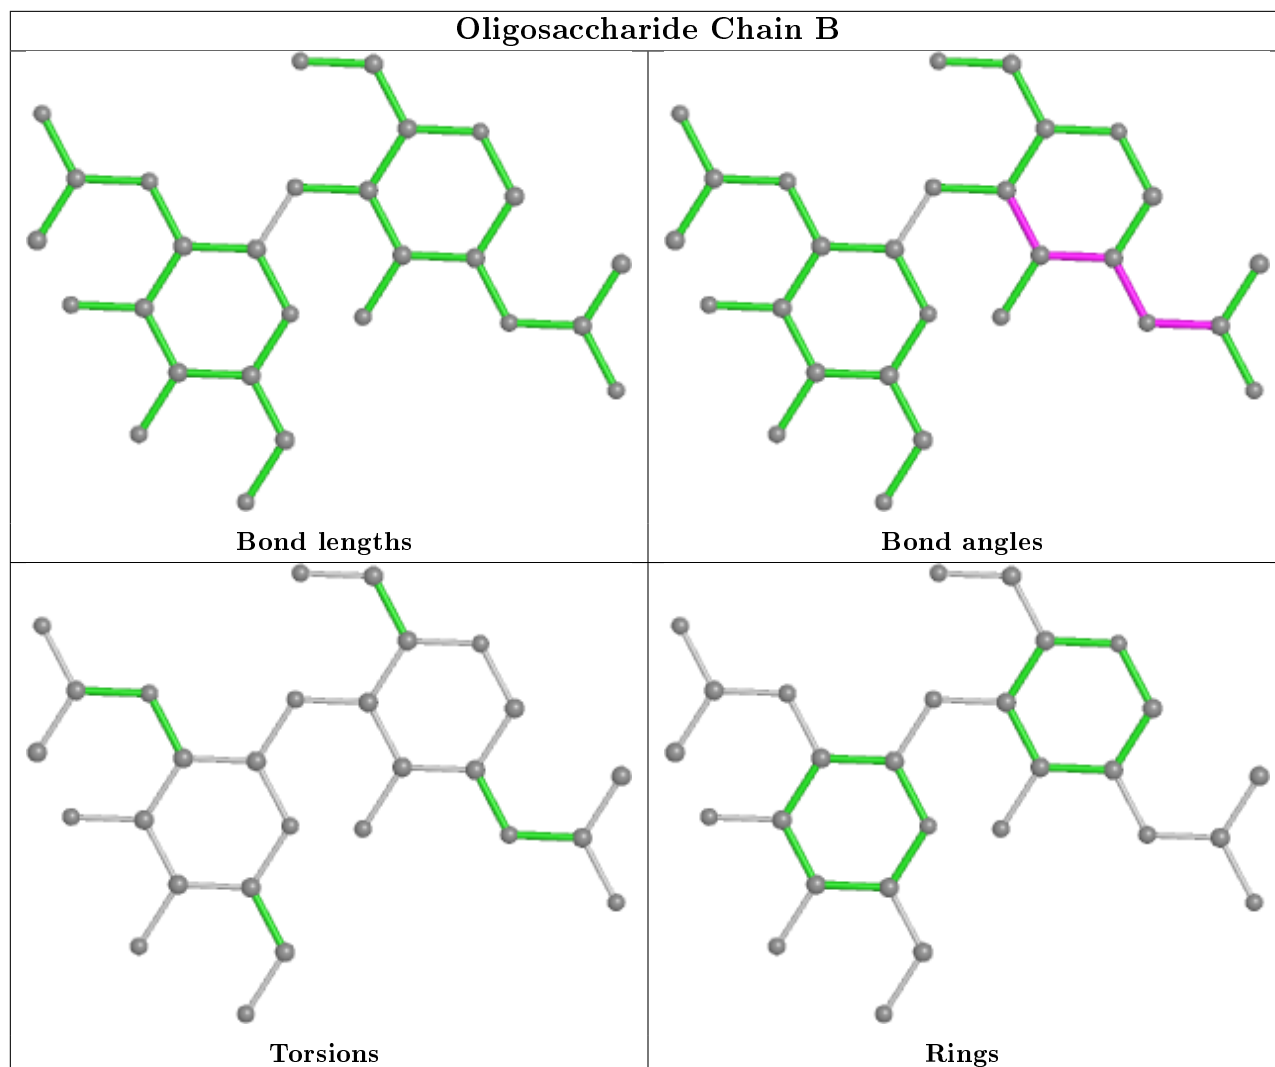 Oligosaccharide Chain B
Bond lengths
Bond angles
Torsions
Rings